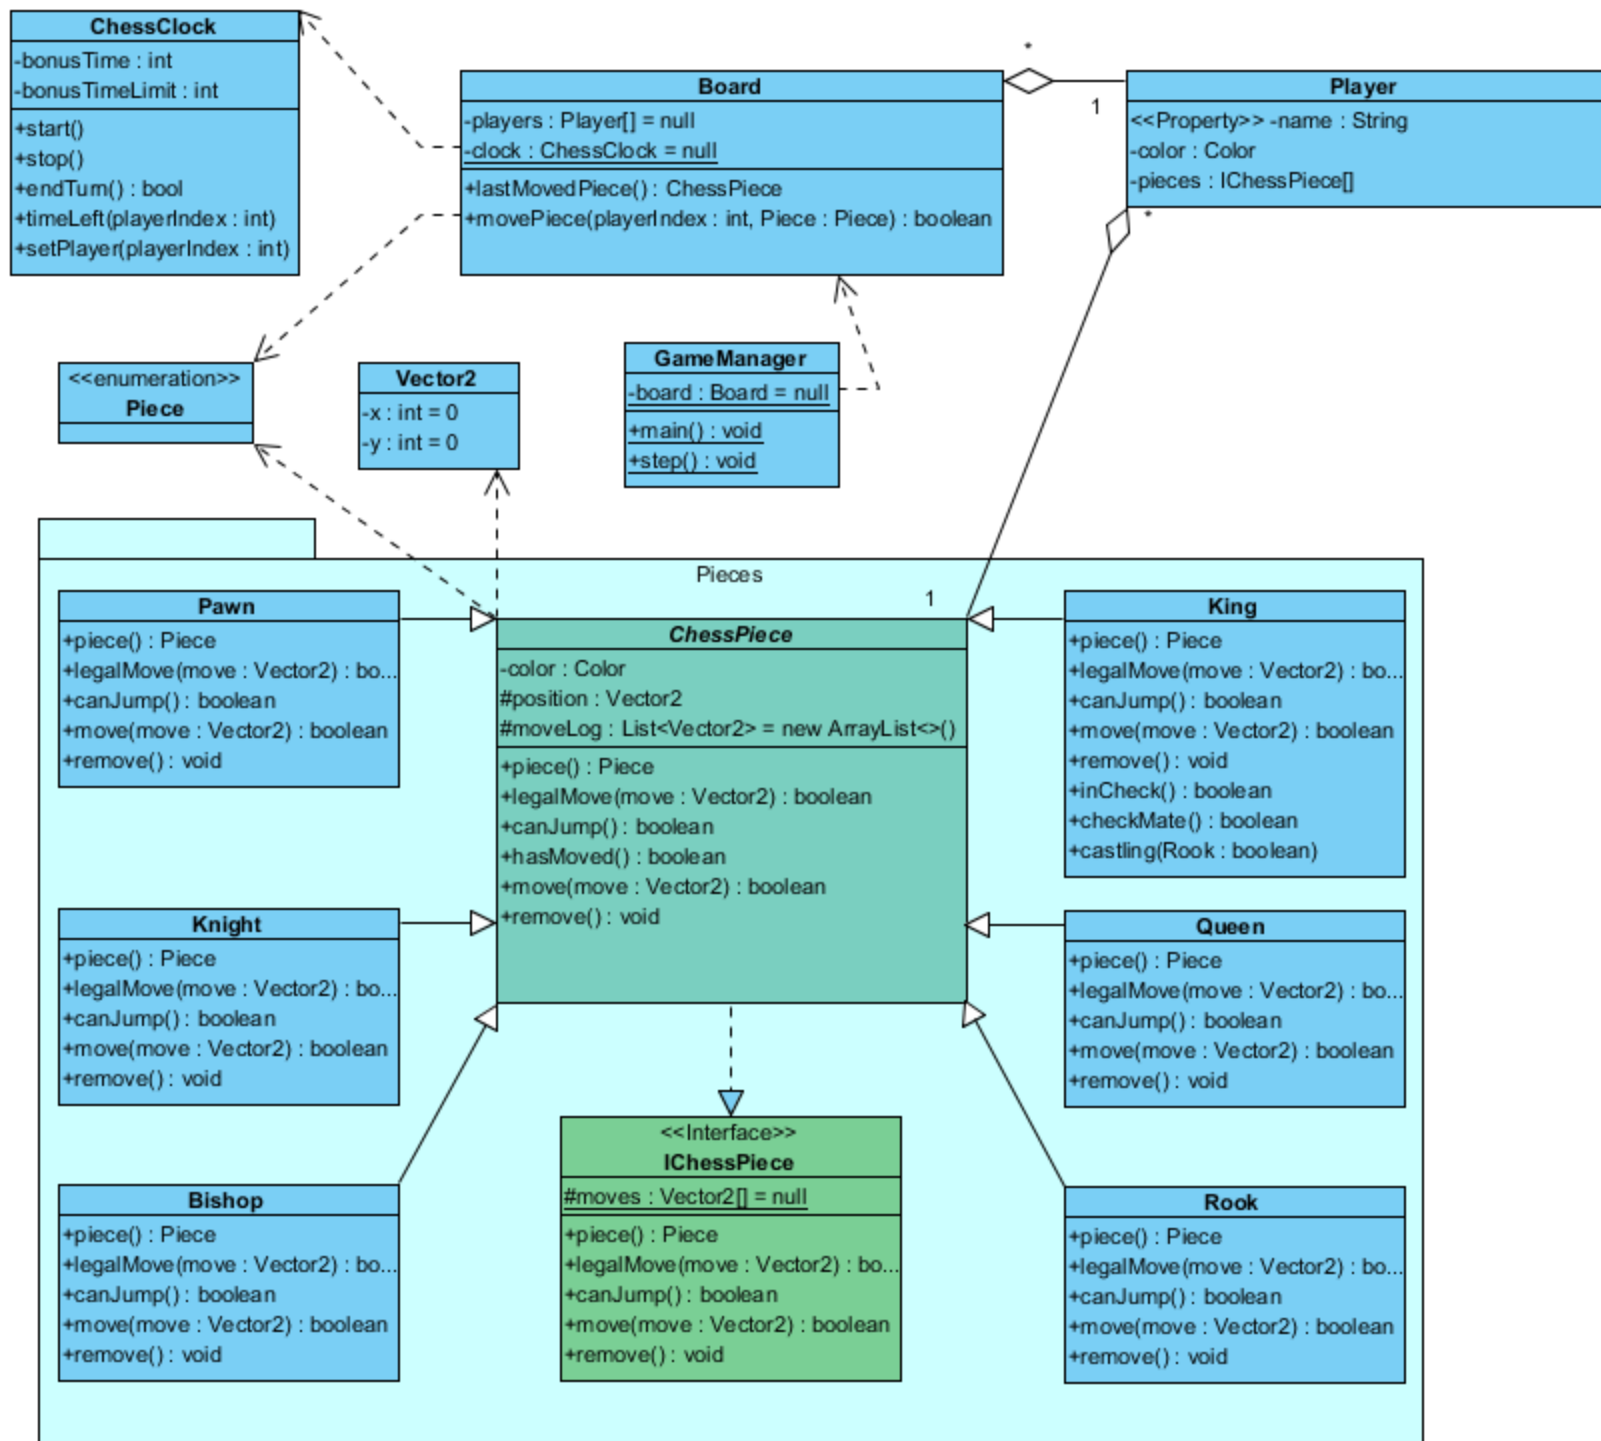 ChessClock
-bonusTime : int
-bonusTimeLimit : int
+start()
+stop()
+endTurn() : bool
+timeLeft(playerIndex : int)
+setPlayer(playerIndex : int)
Board
-players : Player[] = null
-clock : ChessClock = null
+lastMovedPiece() : ChessPiece
+movePiece(playerIndex : int, Piece : Piece) : boolean
*
1
Player
<<Property>> -name : String
-color : Color
-pieces : IChessPiece[]
*
<<enumeration>>
Piece
Vector2
-x : int = 0
-y : int = 0
GameManager
-board : Board = null
+main() : void
+step() : void
Pieces
1
Pawn
+piece() : Piece
+legalMove(move : Vector2) : bo...
+canJump() : boolean
+move(move : Vector2) : boolean
+remove() : void
ChessPiece
-color : Color
#position : Vector2
#moveLog : List<Vector2> = new ArrayList<>()
+piece() : Piece
+legalMove(move : Vector2) : boolean
+canJump() : boolean
+hasMoved() : boolean
+move(move : Vector2) : boolean
+remove() : void
King
+piece() : Piece
+legalMove(move : Vector2) : bo...
+canJump() : boolean
+move(move : Vector2) : boolean
+remove() : void
+inCheck() : boolean
+checkMate() : boolean
+castling(Rook : boolean)
Knight
+piece() : Piece
+legalMove(move : Vector2) : bo...
+canJump() : boolean
+move(move : Vector2) : boolean
+remove() : void
Queen
+piece() : Piece
+legalMove(move : Vector2) : bo...
+canJump() : boolean
+move(move : Vector2) : boolean
+remove() : void
Bishop
+piece() : Piece
+legalMove(move : Vector2) : bo...
+canJump() : boolean
+move(move : Vector2) : boolean
+remove() : void
<<Interface>>
IChessPiece
#moves : Vector2[] = null
+piece() : Piece
+legalMove(move : Vector2) : bo...
+canJump() : boolean
+move(move : Vector2) : boolean
+remove() : void
Rook
+piece() : Piece
+legalMove(move : Vector2) : bo...
+canJump() : boolean
+move(move : Vector2) : boolean
+remove() : void